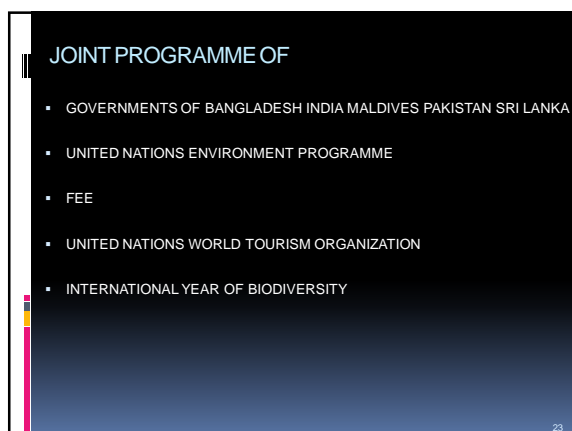 JOINT PROGRAMME OF
▪ GOVERNMENTS OF BANGLADESH INDIA MALDIVES PAKISTAN SRI LANKA
▪ UNITED NATIONS ENVIRONMENT PROGRAMME
▪ FEE
▪ UNITED NATIONS WORLD TOURISM ORGANIZATION
▪ INTERNATIONAL YEAR OF BIODIVERSITY
23